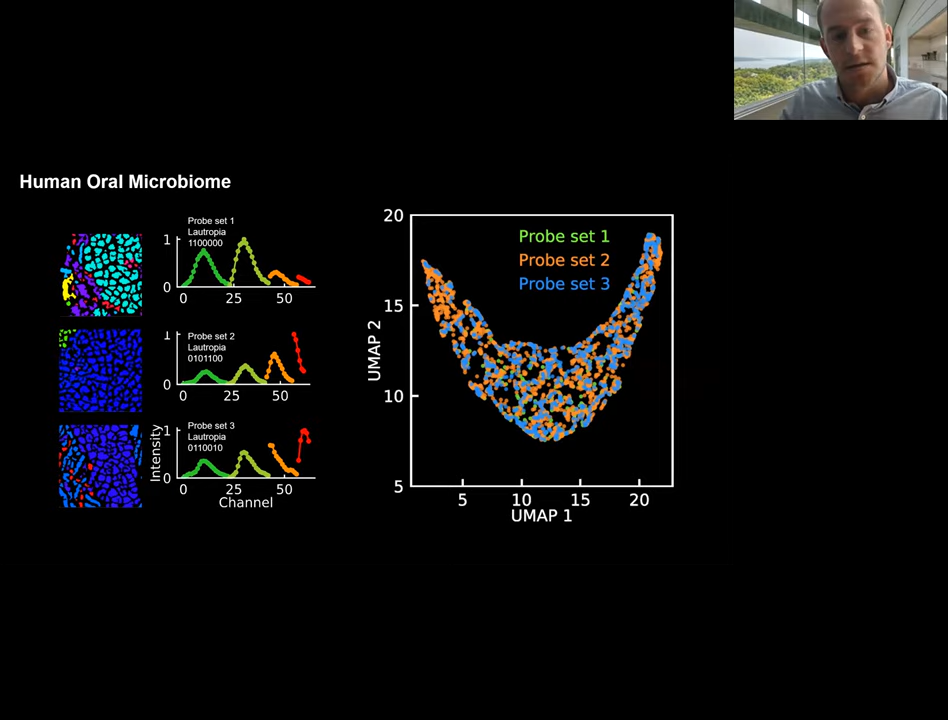 Human Oral Microbiome
Probe set 1
Lautropia
1100000
1
0
0 25 50
Probe set 2
Lautropia
0101100
1
0
0 25 50
Probe set 3
Lautropia
0110010
1
0
Intensity
0 25 50
Channel
20
15
10
5
UMAP 2
Probe set 1
Probe set 2
Probe set 3
5 10 15 20
UMAP 1